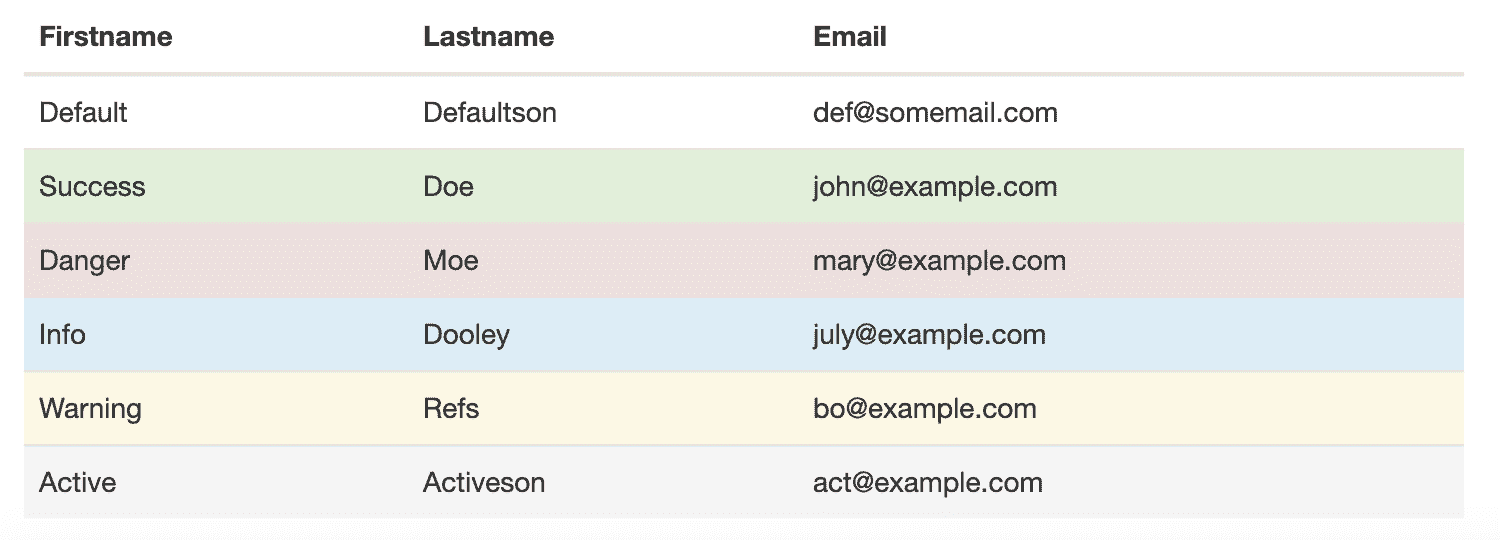 Firstname Lastname Email
Default Defaultson def@somemail.com
Success Doe john@example.com
Danger Moe mary@example.com
Info Dooley july@example.com
Warning Refs bo@example.com
Active Activeson act@example.com